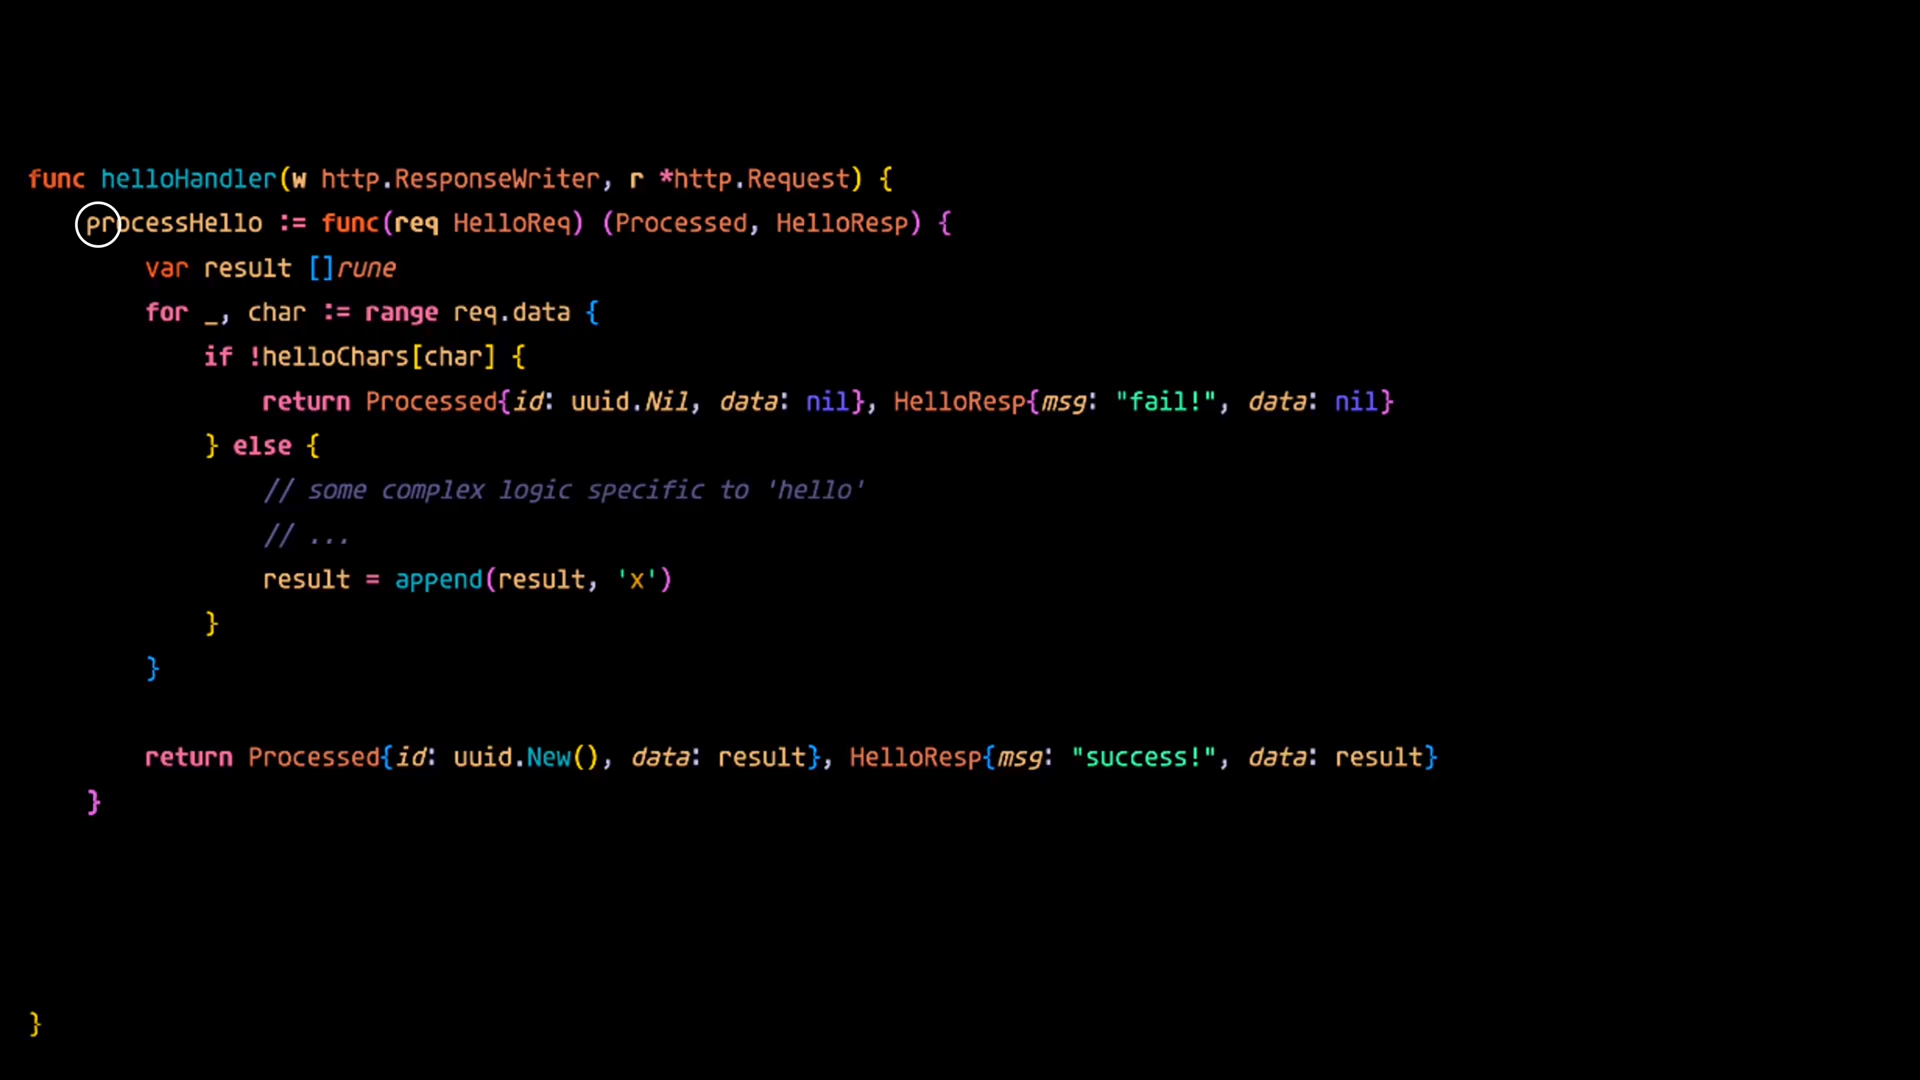 func helloHandler(w http.ResponseWriter, r *http.Request) {
    processHello := func(req HelloReq) (Processed, HelloResp) {
        var result []rune
        for _, char := range req.data {
            if !helloChars[char] {
                return Processed{id: uuid.Nil, data: nil}, HelloResp{msg: "fail!", data: nil}
            } else {
                // some complex logic specific to 'hello'
                // ...
                result = append(result, 'x')
            }
        }
        return Processed{id: uuid.New(), data: result}, HelloResp{msg: "success!", data: result}
    }
}